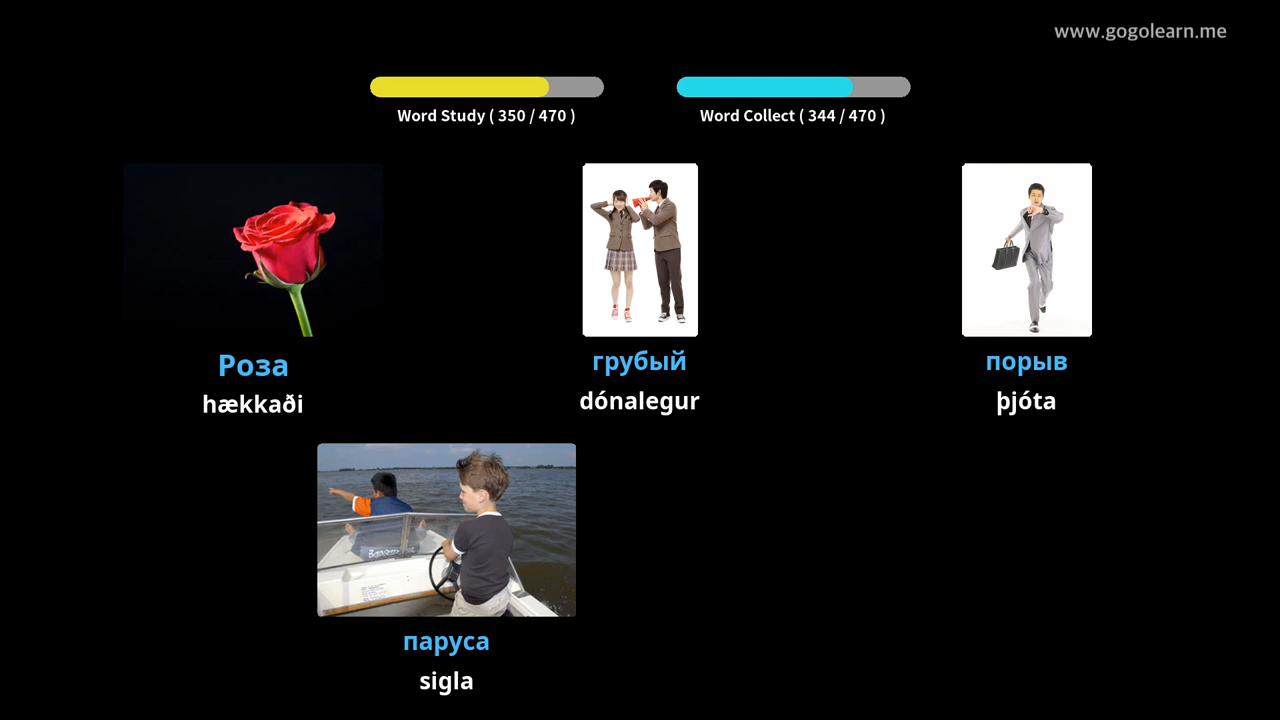 www.gogolearn.me
Word Study ( 350 / 470 )
Word Collect ( 344 / 470 )
Роза
hækkaði
грубый
dónalegur
порыв
þjóta
паруса
sigla